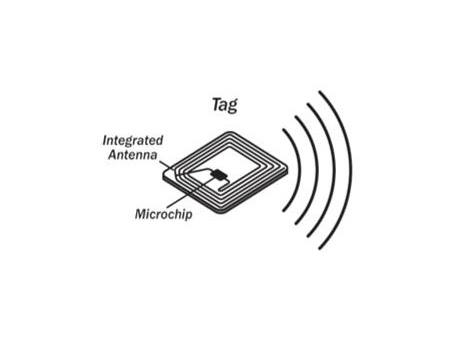 Tag
Integrated
Antenna
Microchip